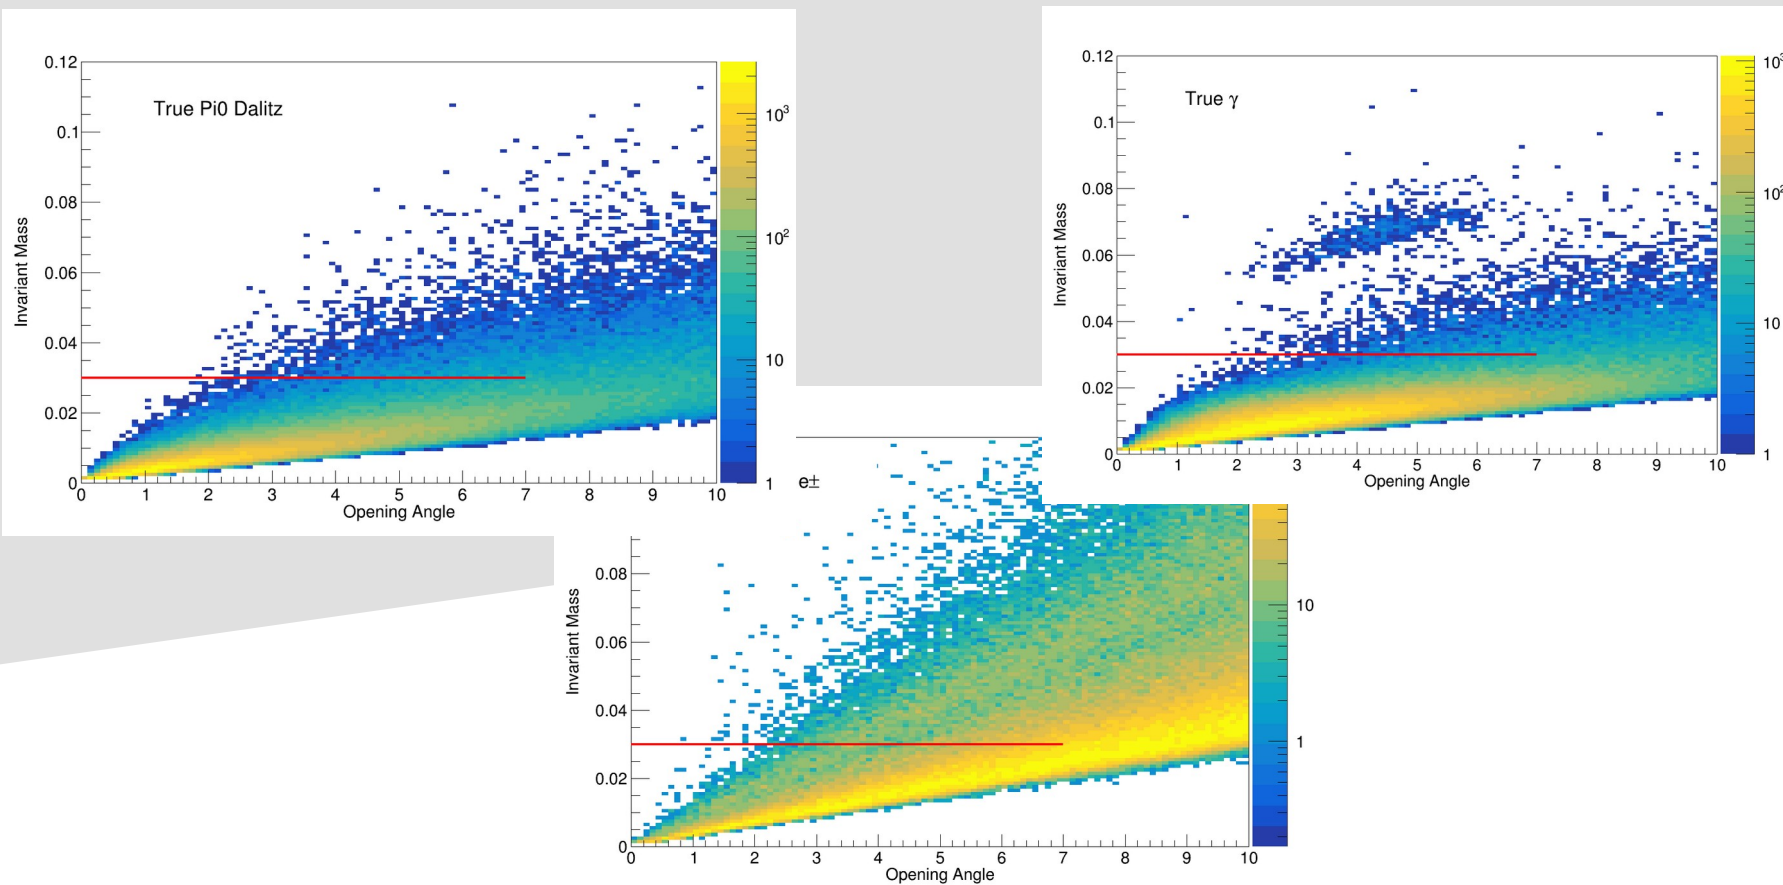 True Pi0 Dalitz
0.12
0.1
0.08
0.06
0.04
0.02
0
Invariant Mass
0 1 2 3 4 5 6 7 8 9 10
Opening Angle
10³
10²
10
1
True γ
0.12
0.1
0.08
0.06
0.04
0.02
0
Invariant Mass
0 1 2 3 4 5 6 7 8 9 10
Opening Angle
10³
10²
10
1
e±
0.08
0.06
0.04
0.02
0
Invariant Mass
0 1 2 3 4 5 6 7 8 9 10
Opening Angle
10
1